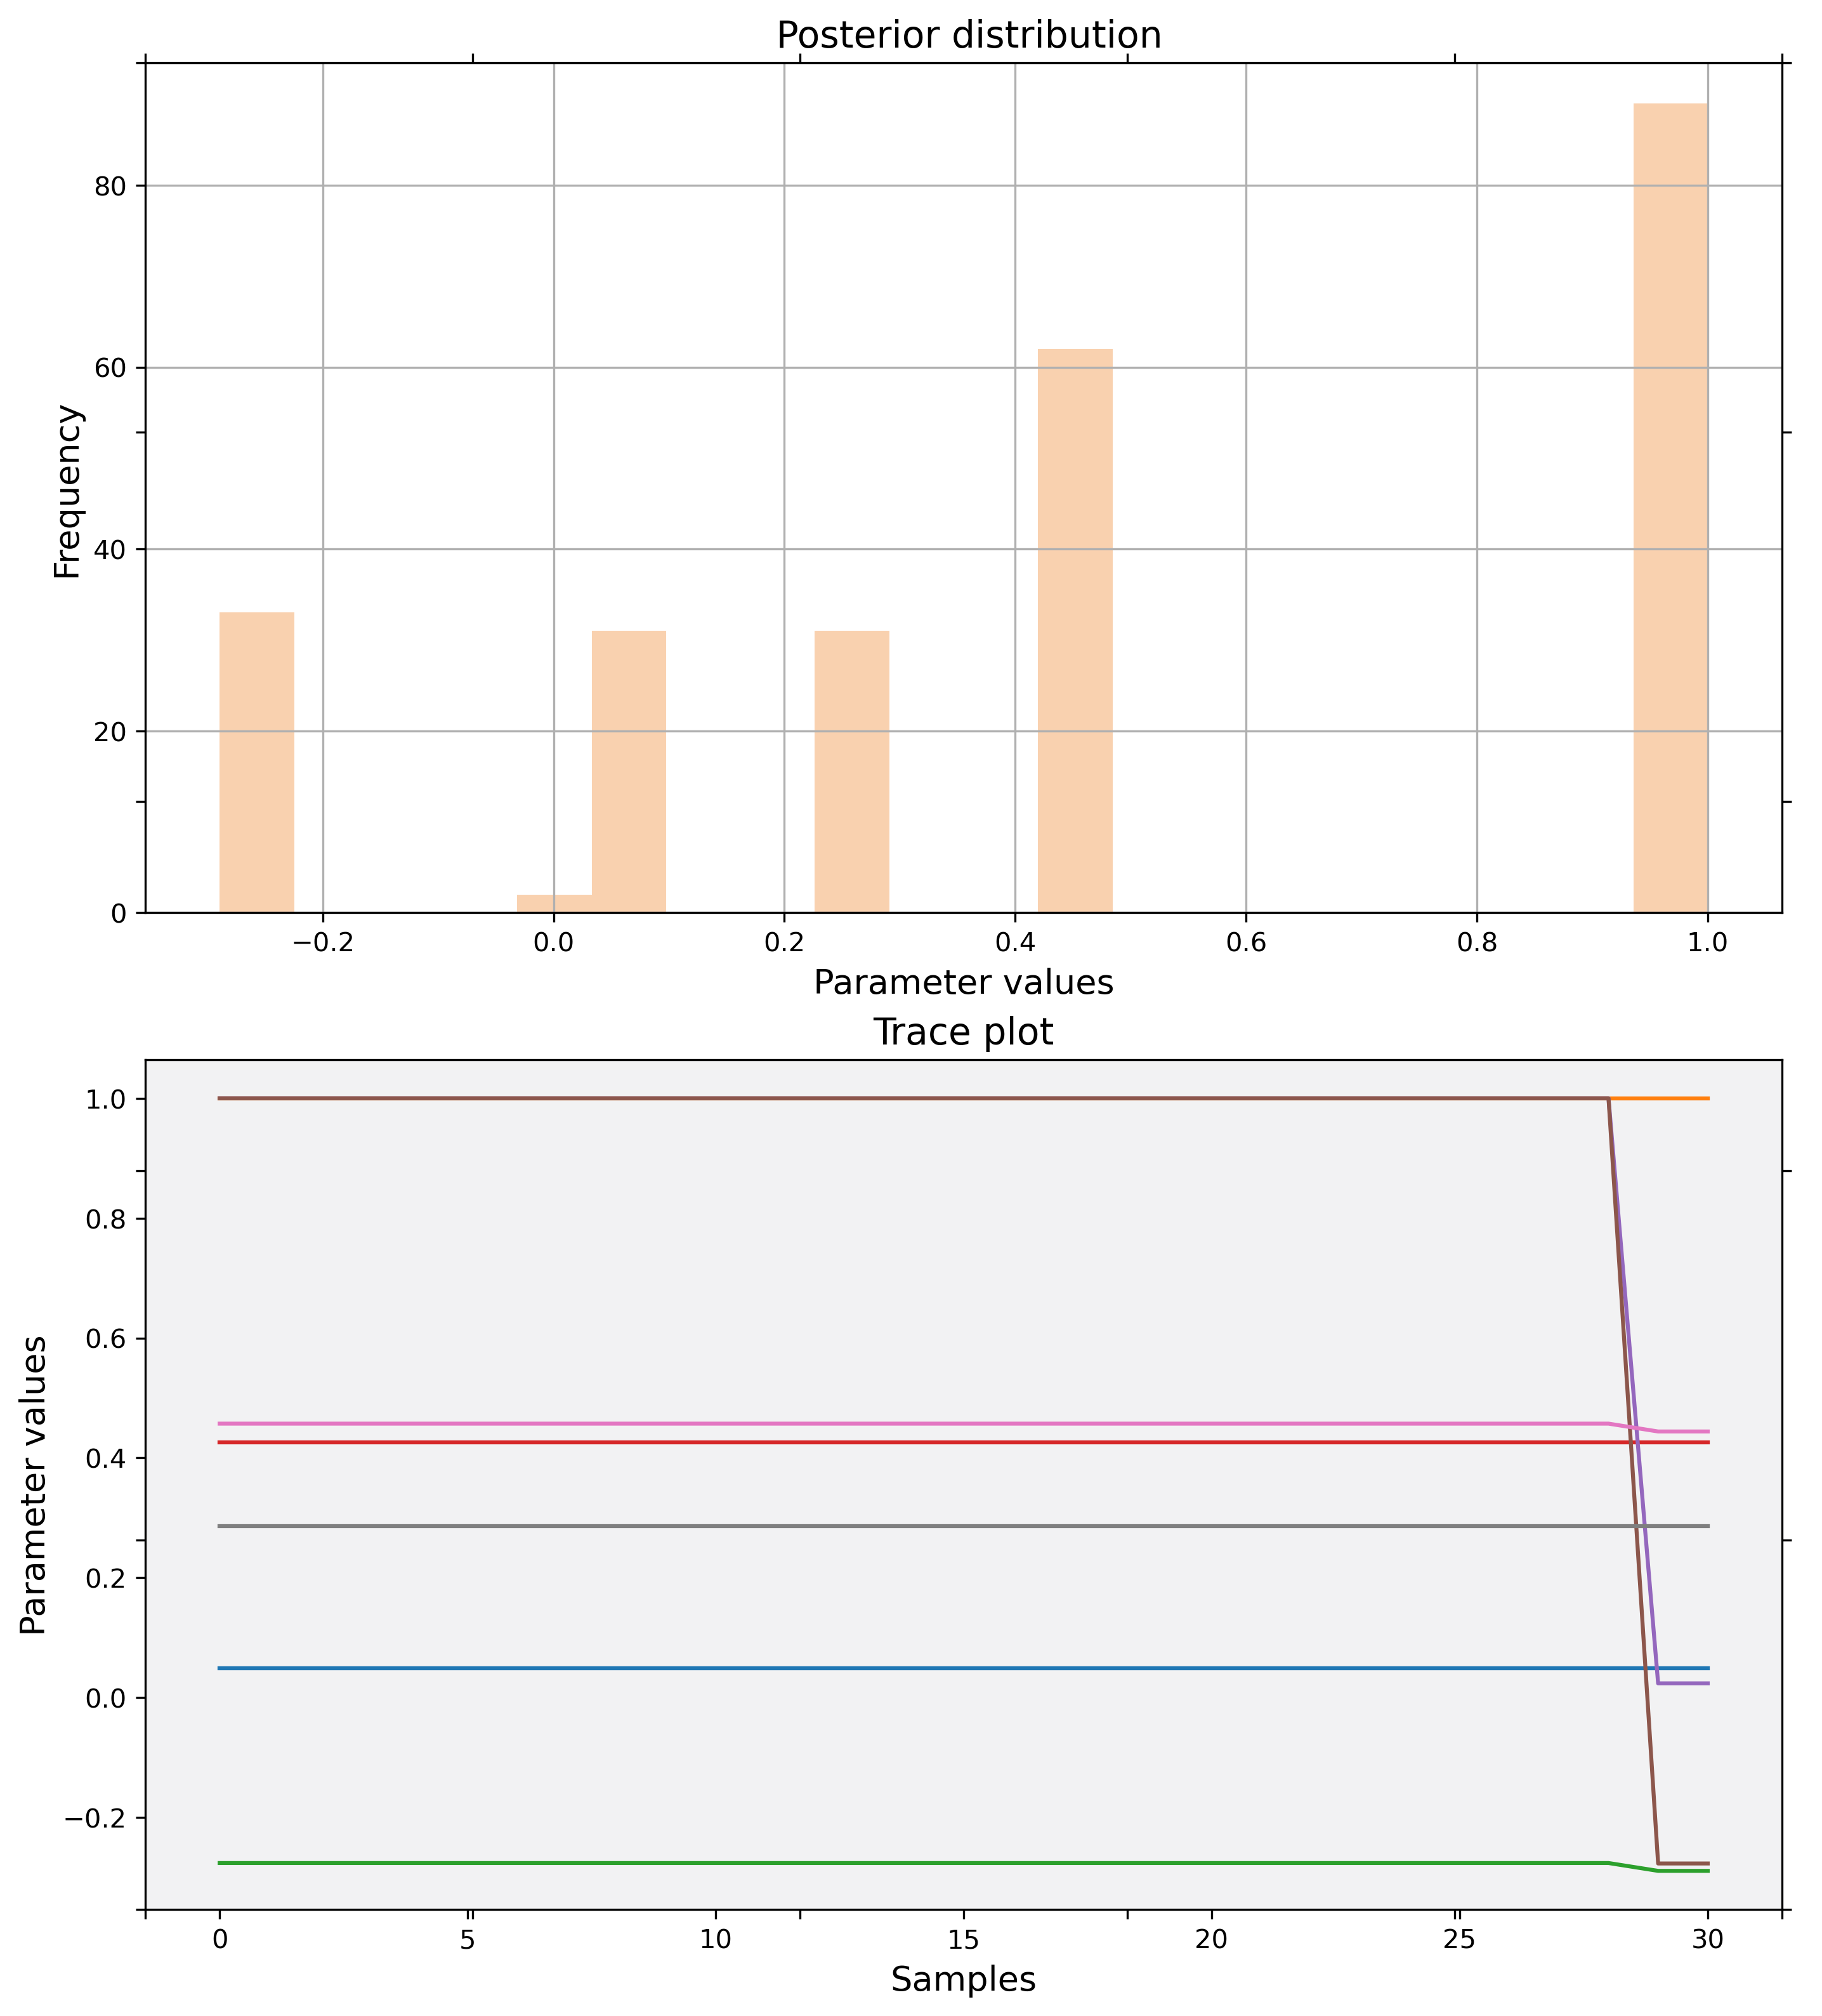 Posterior distribution
80
60
40
20
0
Frequency
−0.2 0.0 0.2 0.4 0.6 0.8 1.0
Parameter values
Trace plot
1.0
0.8
0.6
0.4
0.2
0.0
−0.2
Parameter values
0 5 10 15 20 25 30
Samples